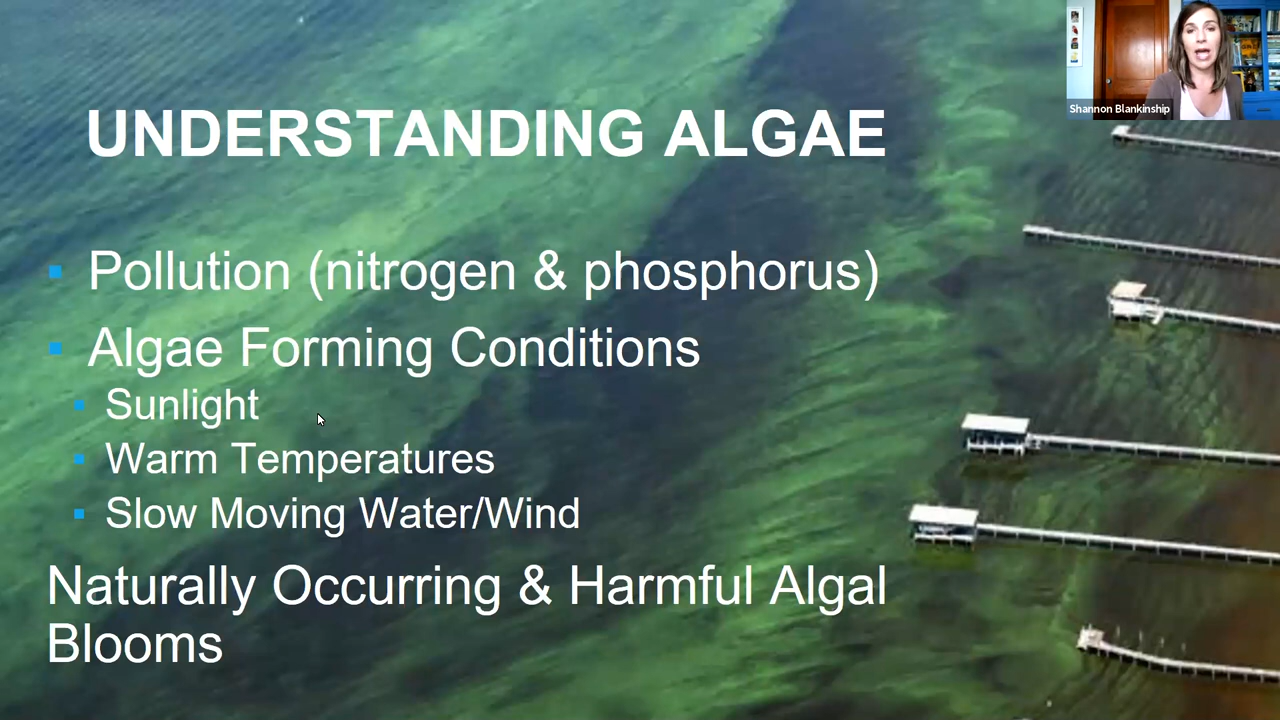 Shannon Blankinship
UNDERSTANDING ALGAE
Pollution (nitrogen & phosphorus)
Algae Forming Conditions
Sunlight
Warm Temperatures
Slow Moving Water/Wind
Naturally Occurring & Harmful Algal
Blooms